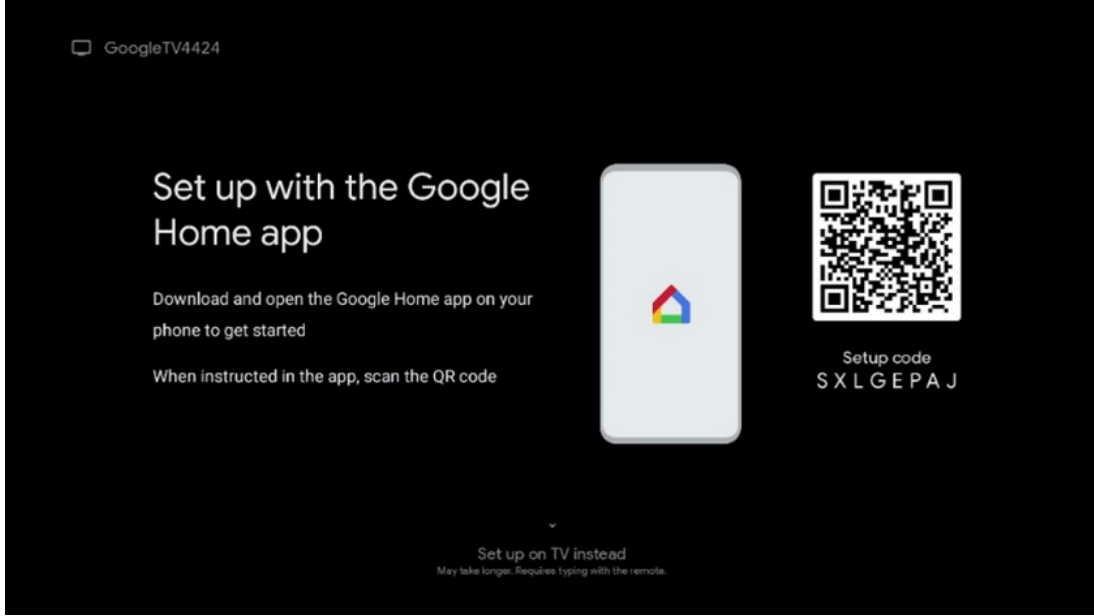 GoogleTV4424
Set up with the Google
Home app
Download and open the Google Home app on your
phone to get started
When instructed in the app, scan the QR code
Setup code
SXLGEPAJ
Set up on TV instead
May take longer. Requires typing with the remote.